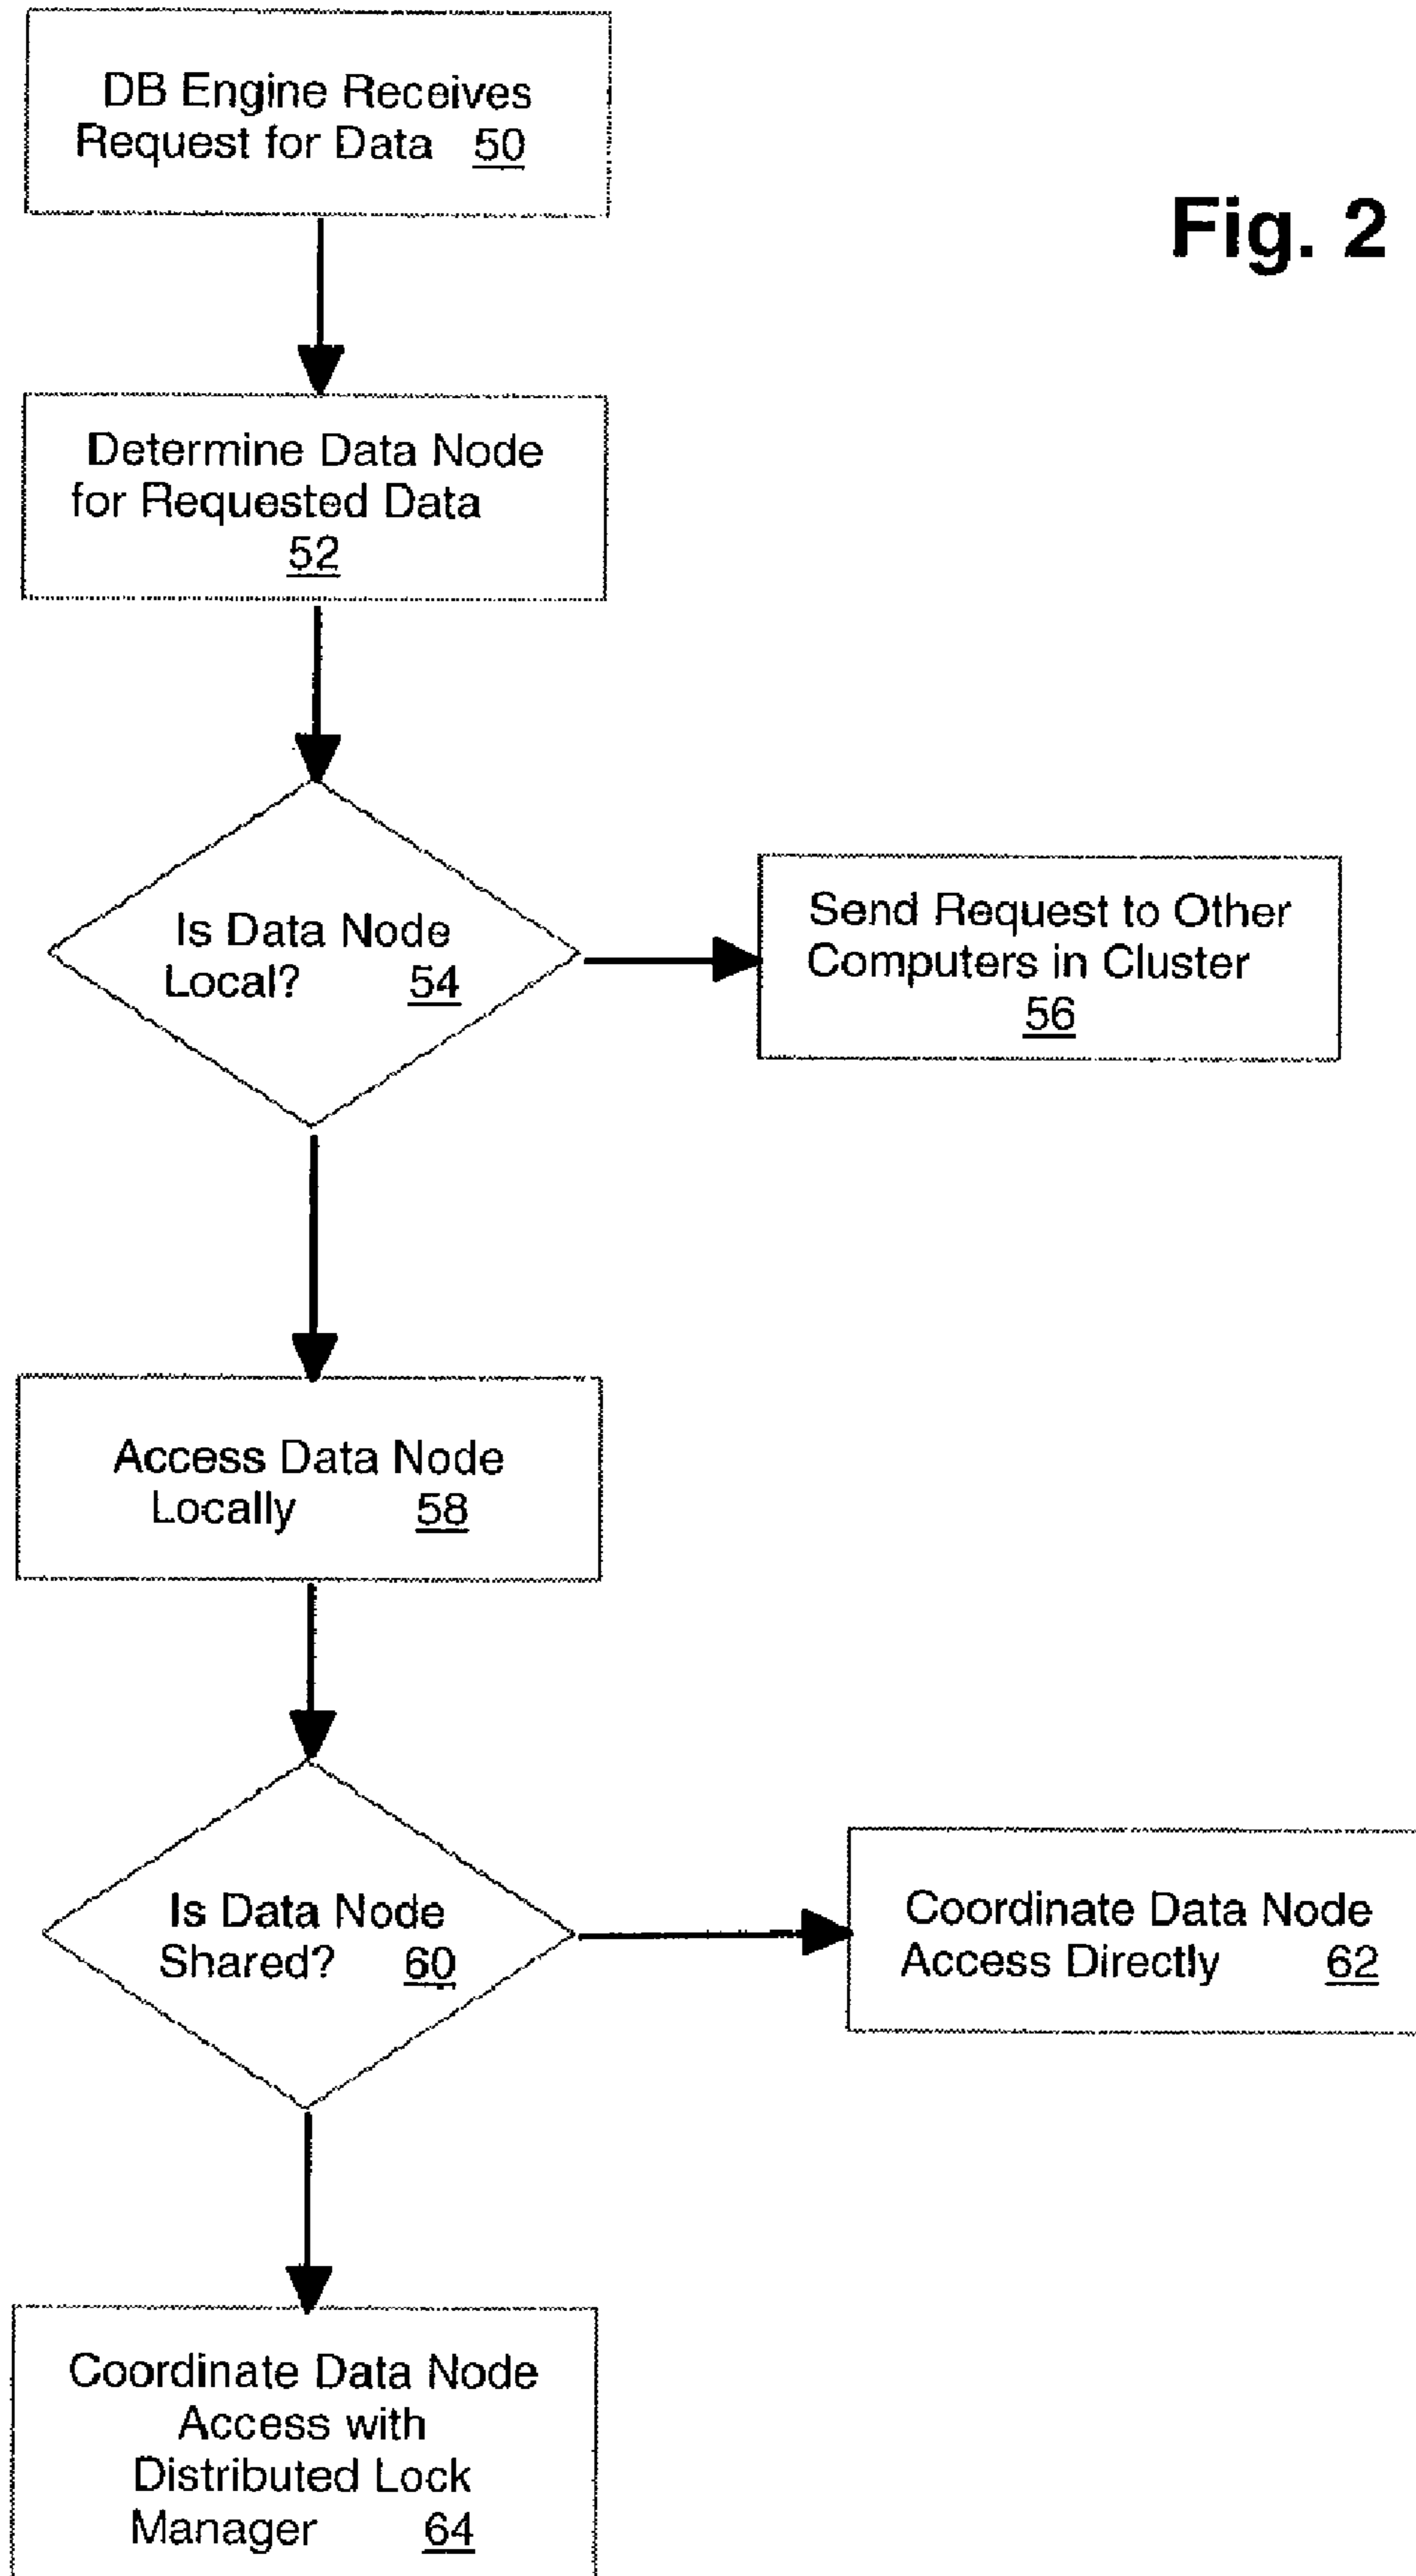 DB Engine Receives
Request for Data 50
Fig. 2
Determine Data Node
for Requested Data
52
Is Data Node
Local? 54
Send Request to Other
Computers in Cluster
56
Access Data Node
Locally 58
Is Data Node
Shared? 60
Coordinate Data Node
Access Directly 62
Coordinate Data Node
Access with
Distributed Lock
Manager 64